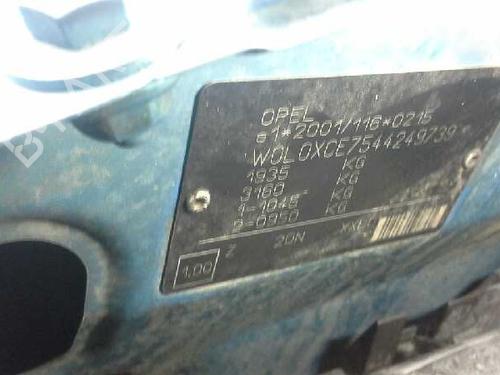 OPEL
e1*2001/116*0215
W0L0XCE7544249739
1935 KG
3160 KG
1-1045 KG
2-0950 KG
Z 20N
1.00